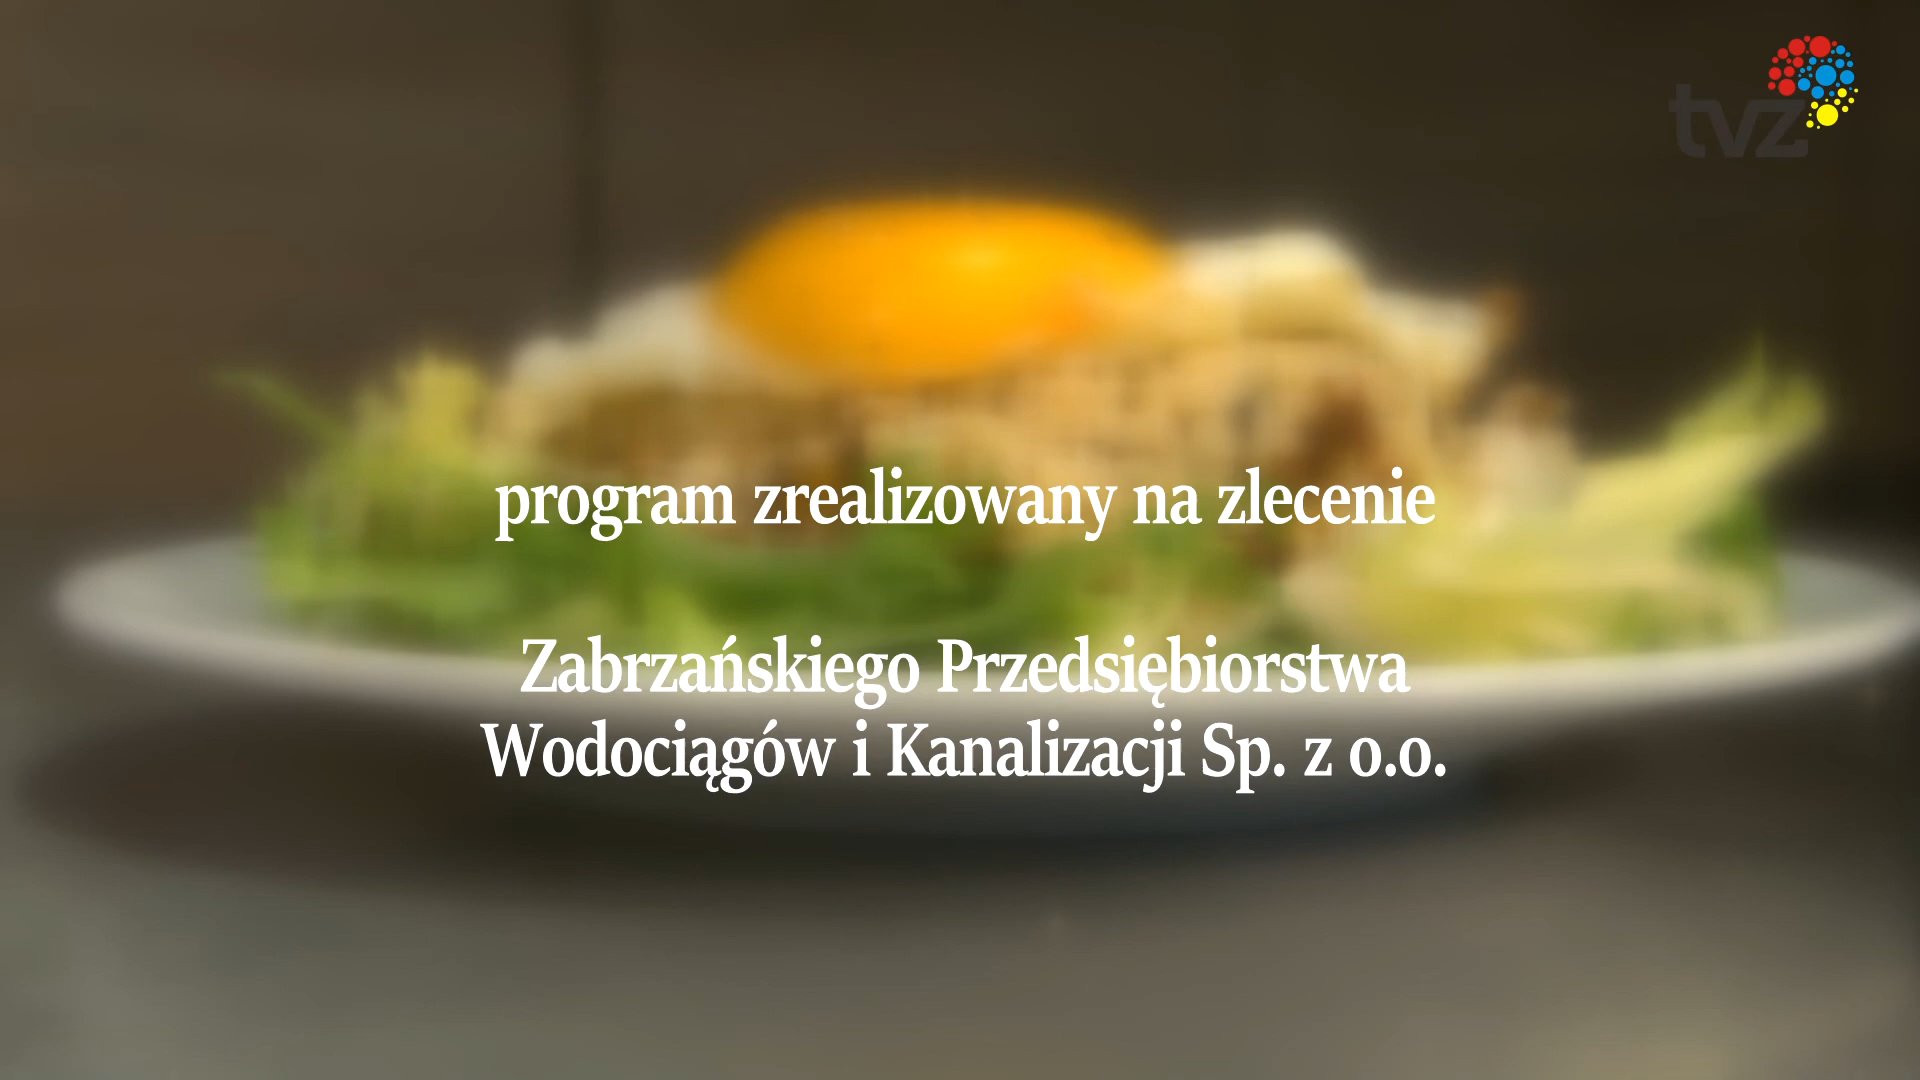 tvz
program zrealizowany na zlecenie
Zabrzańskiego Przedsiębiorstwa
Wodociągów i Kanalizacji Sp. z o.o.